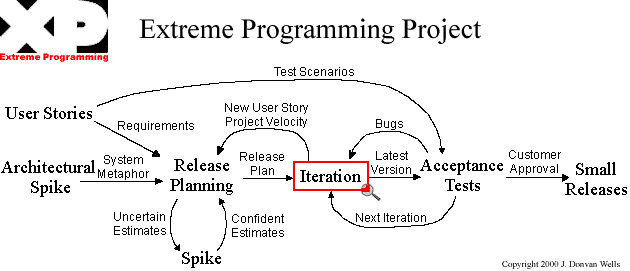 XP
Extreme Programming
Extreme Programming Project
Test Scenarios
User Stories
New User Story
Project Velocity
Bugs
Requirements
Architectural
Spike
System
Metaphor
Release
Planning
Release
Plan
Iteration
Latest
Version
Acceptance
Tests
Customer
Approval
Small
Releases
Uncertain
Estimates
Confident
Estimates
Next Iteration
Spike
Copyright 2000 J. Donvan Wells